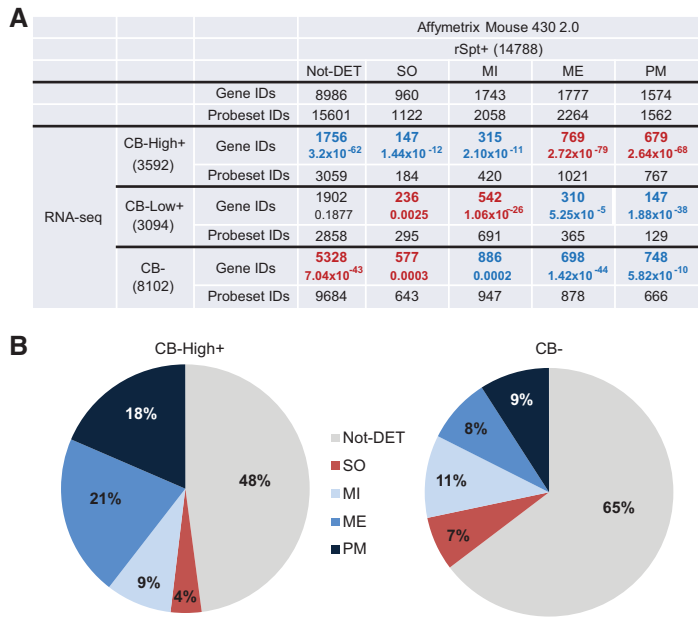 A
Affymetrix Mouse 430 2.0
rSpt+ (14788)
Not-DET SO MI ME PM
Gene IDs 8986 960 1743 1777 1574
Probeset IDs 15601 1122 2058 2264 1562
RNA-seq
CB-High+
(3592)
Gene IDs 1756 147 315 769 679
3.2x10^-62 1.44x10^-12 2.10x10^-11 2.72x10^-79 2.64x10^-68
Probeset IDs 3059 184 420 1021 767
CB-Low+
(3094)
Gene IDs 1902 236 542 310 147
0.1877 0.0025 1.06x10^-26 5.25x10^-5 1.88x10^-38
Probeset IDs 2858 295 691 365 129
CB-
(8102)
Gene IDs 5328 577 886 698 748
7.04x10^-43 0.0003 0.0002 1.42x10^-44 5.82x10^-10
Probeset IDs 9684 643 947 878 666
B
CB-High+
18%
48%
21%
9%
4%
Not-DET
SO
MI
ME
PM
CB-
9%
8%
11%
65%
7%